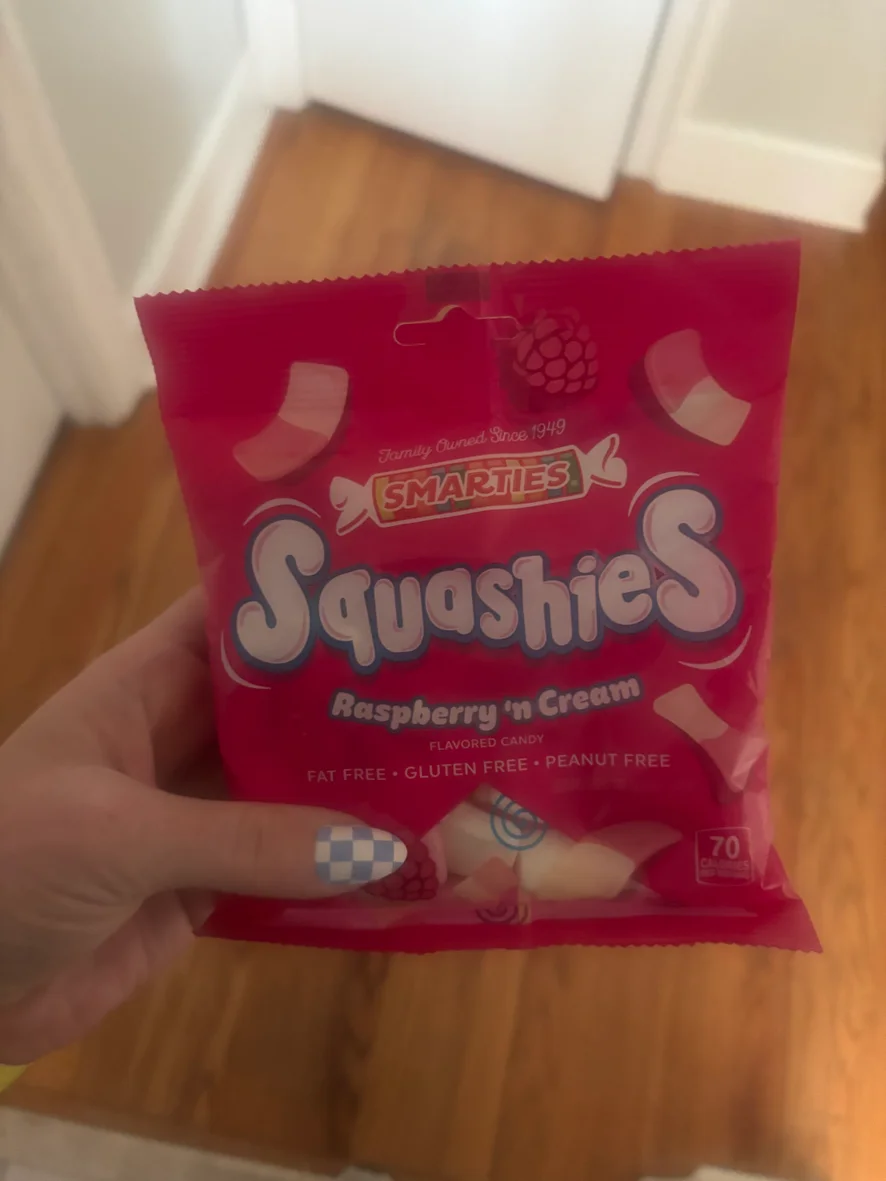 Family Owned Since 1949
SMARTIES
Squashies
Raspberry 'n Cream
FLAVORED CANDY
FAT FREE • GLUTEN FREE • PEANUT FREE
70
CALORIES